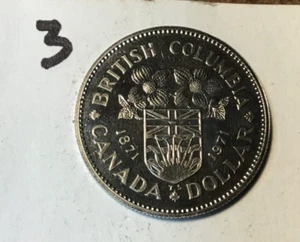 3
BRITISH COLUMBIA
1871 1971
CANADA DOLLAR